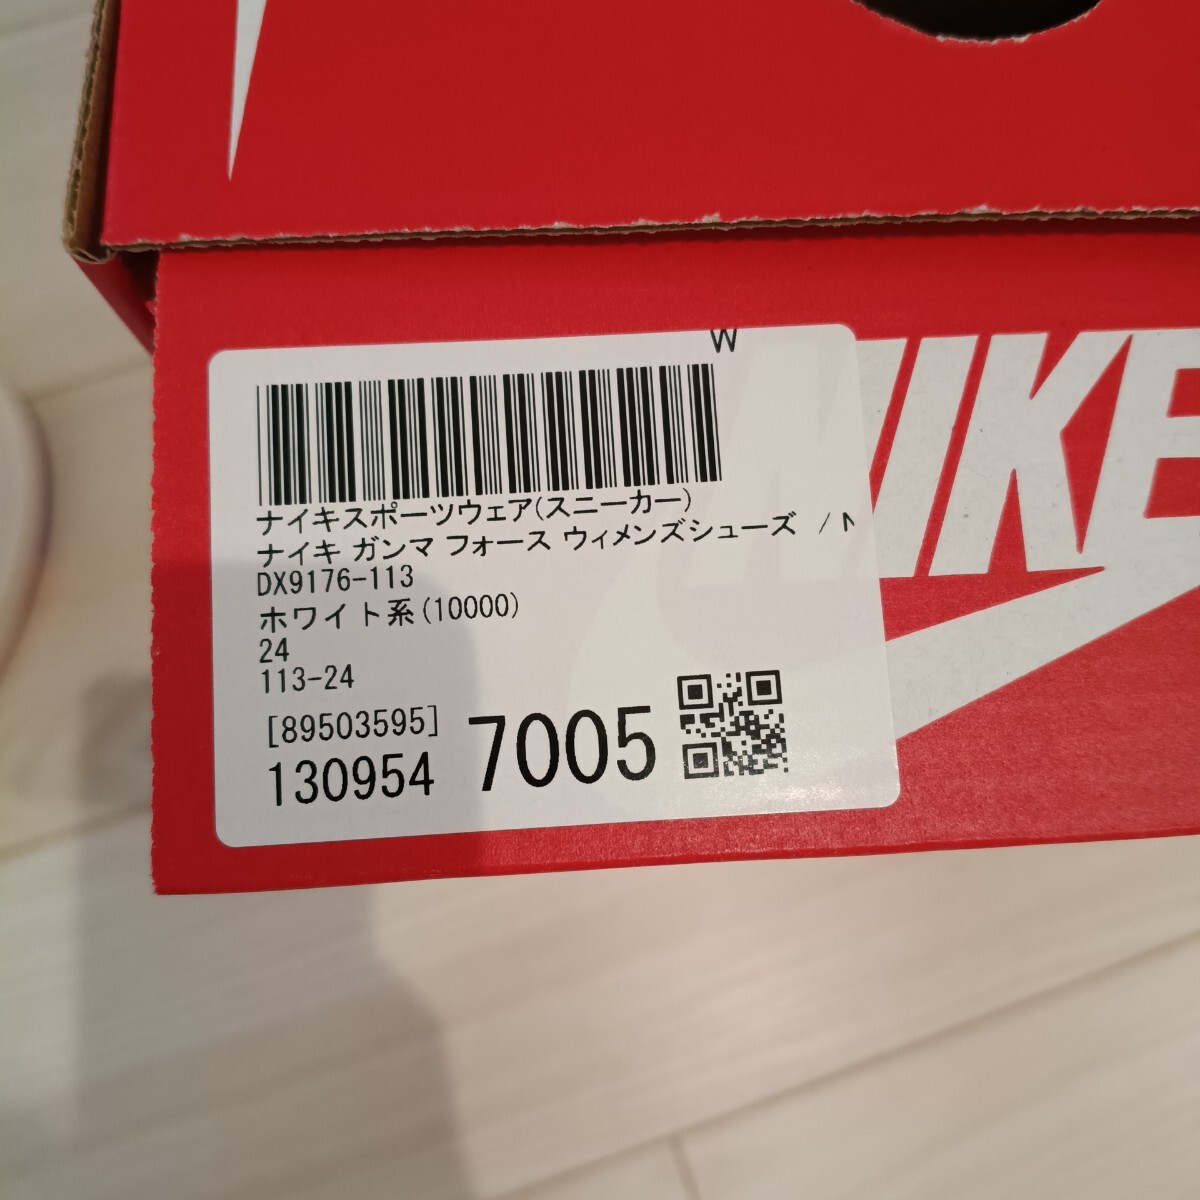 W
NIKE
ナイキスポーツウェア(スニーカー)
ナイキ ガンマ フォース ウィメンズシューズ / N
DX9176-113
ホワイト系(10000)
24
113-24
[89503595]
130954 7005